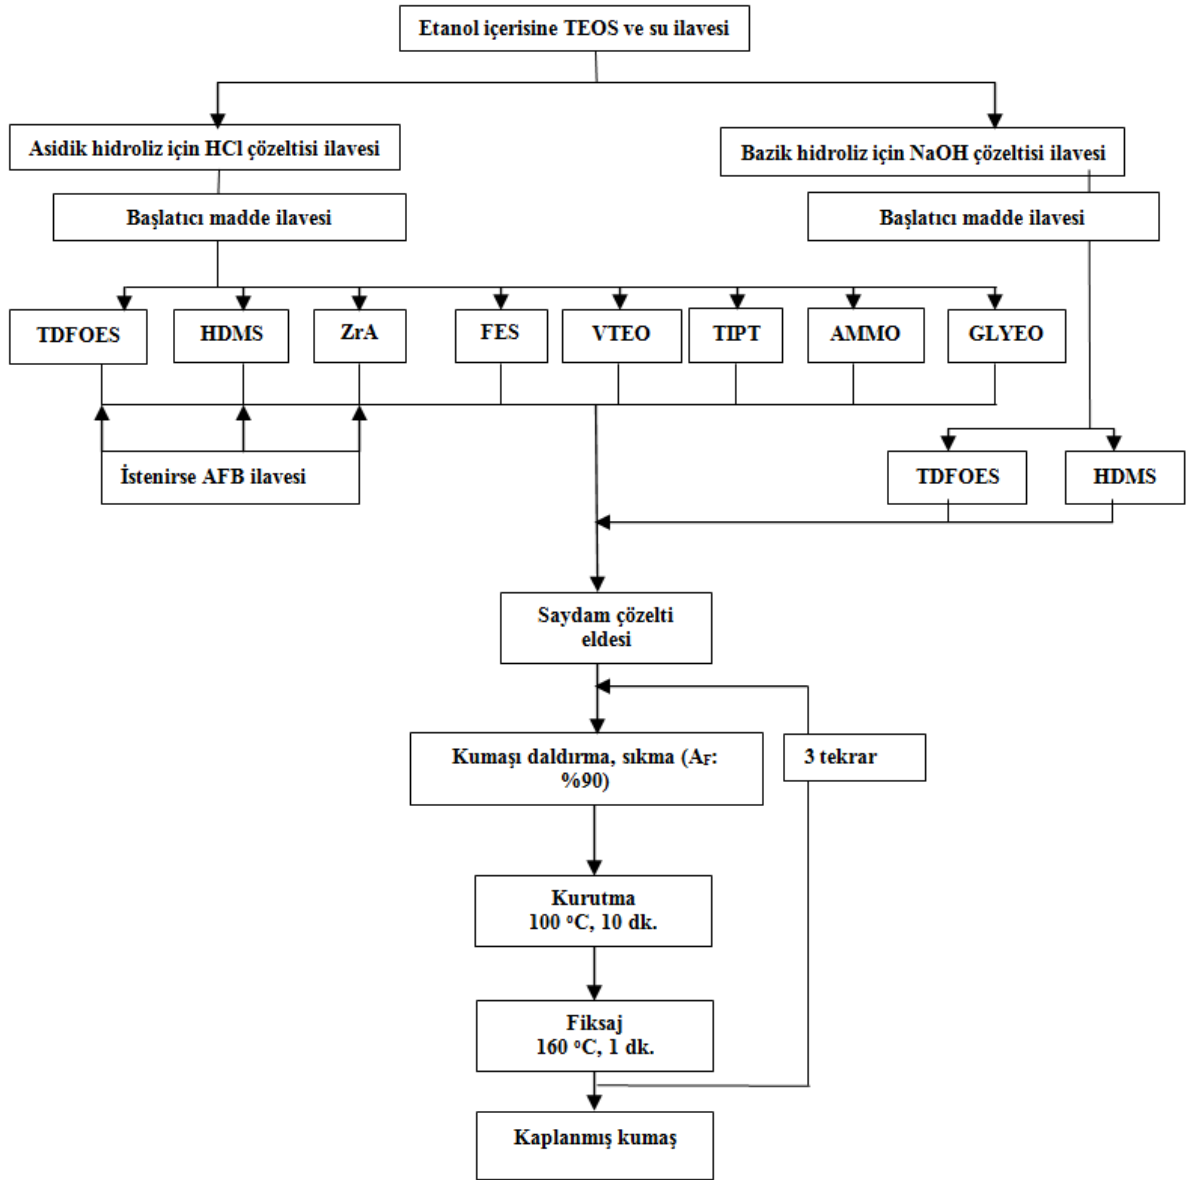 Etanol içerisine TEOS ve su ilavesi
Asidik hidroliz için HCl çözeltisi ilavesi
Bazik hidroliz için NaOH çözeltisi ilavesi
Başlatıcı madde ilavesi
Başlatıcı madde ilavesi
TDFOES
HDMS
ZrA
FES
VTEO
TIPT
AMMO
GLYEO
İstenirse AFB ilavesi
TDFOES
HDMS
Saydam çözelti
eldesi
Kumaşı daldırma, sıkma (A_F:
%90)
3 tekrar
Kurutma
100 °C, 10 dk.
Fiksaj
160 °C, 1 dk.
Kaplanmış kumaş